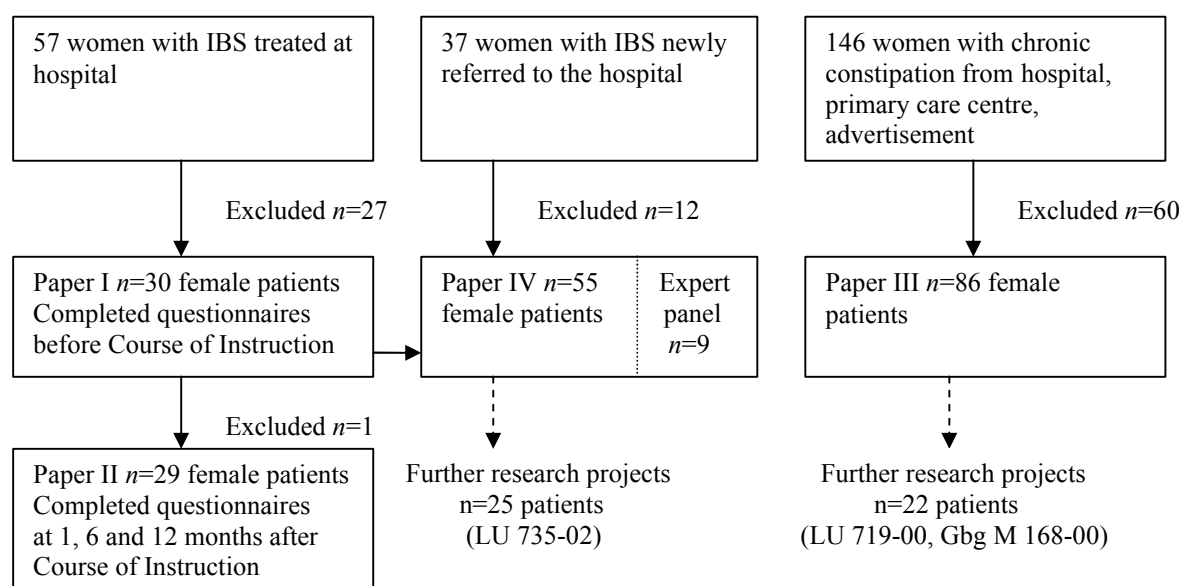 57 women with IBS treated at
hospital
37 women with IBS newly
referred to the hospital
146 women with chronic
constipation from hospital,
primary care centre,
advertisement
Excluded n=27
Excluded n=12
Excluded n=60
Paper I n=30 female patients
Completed questionnaires
before Course of Instruction
Paper IV n=55
female patients
Expert
panel
n=9
Paper III n=86 female
patients
Excluded n=1
Paper II n=29 female patients
Completed questionnaires
at 1, 6 and 12 months after
Course of Instruction
Further research projects
n=25 patients
(LU 735-02)
Further research projects
n=22 patients
(LU 719-00, Gbg M 168-00)